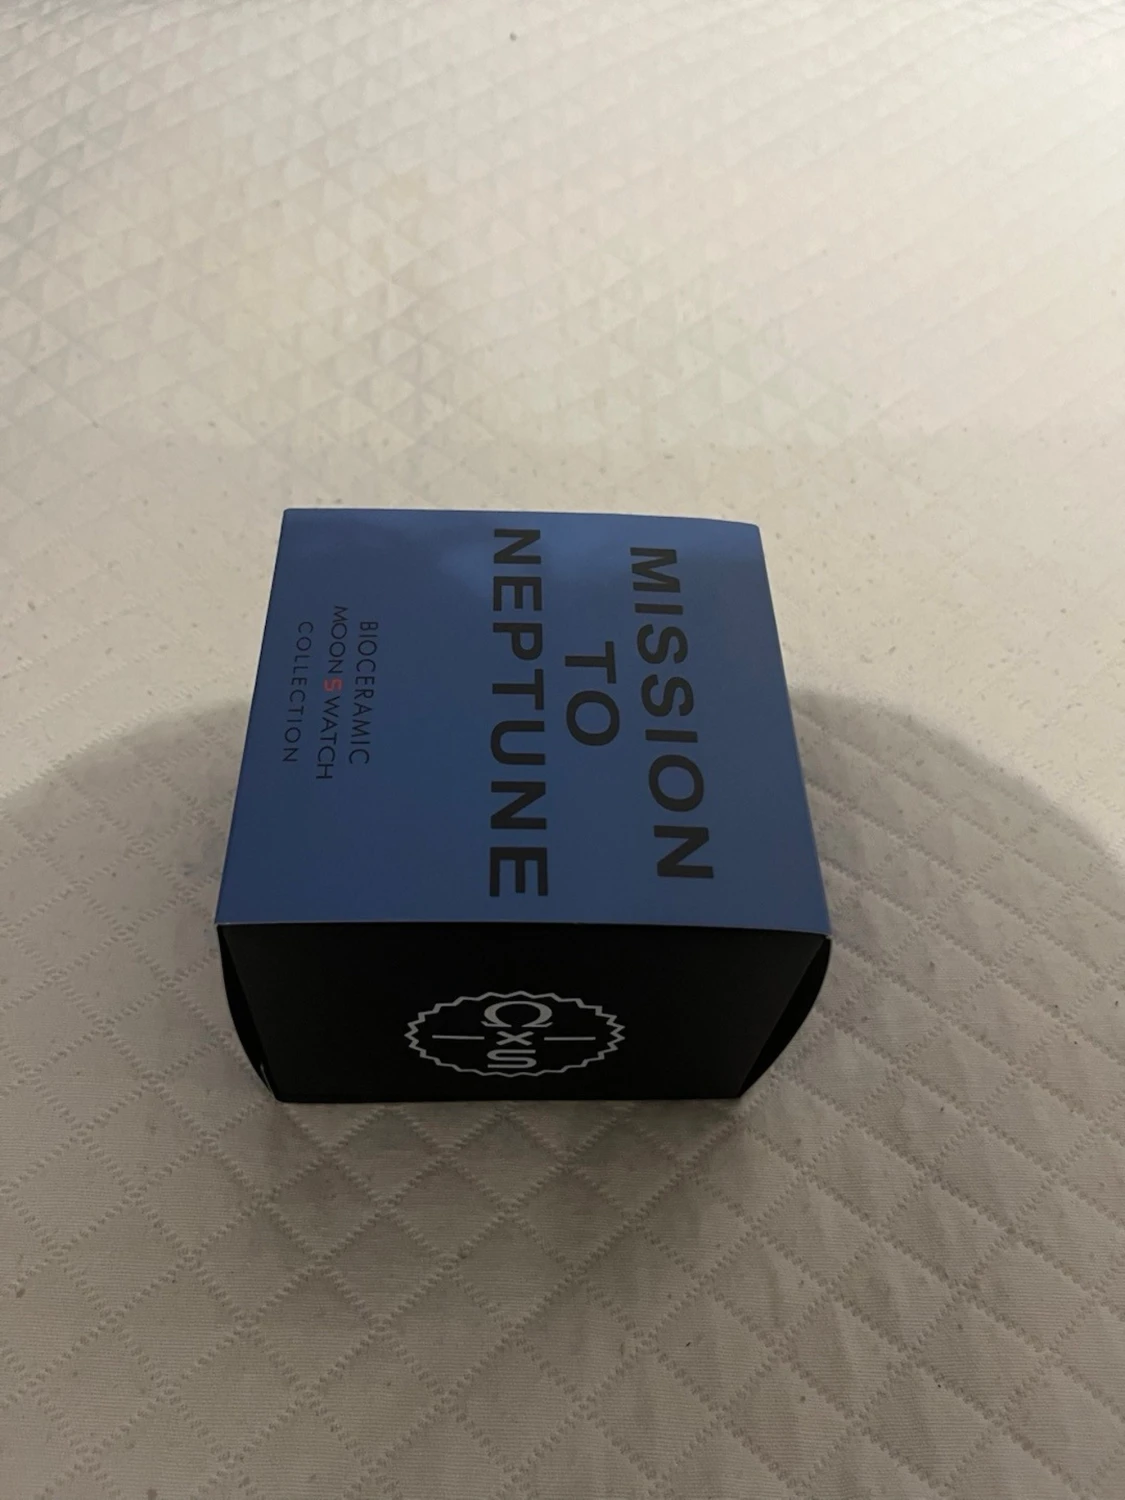 MISSION
TO
NEPTUNE
BIOCERAMIC
MOONSWATCH
COLLECTION
Ω
×
S